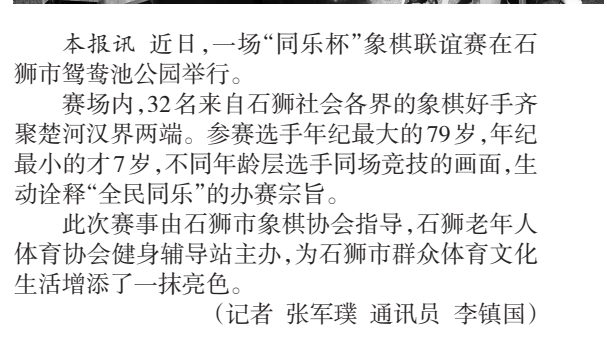 本报讯 近日,一场“同乐杯”象棋联谊赛在石
狮市鸳鸯池公园举行。
赛场内,32名来自石狮社会各界的象棋好手齐
聚楚河汉界两端。参赛选手年纪最大的79岁,年纪
最小的才7岁,不同年龄层选手同场竞技的画面,生
动诠释“全民同乐”的办赛宗旨。
此次赛事由石狮市象棋协会指导,石狮老年人
体育协会健身辅导站主办,为石狮市群众体育文化
生活增添了一抹亮色。
(记者 张军璞 通讯员 李镇国)